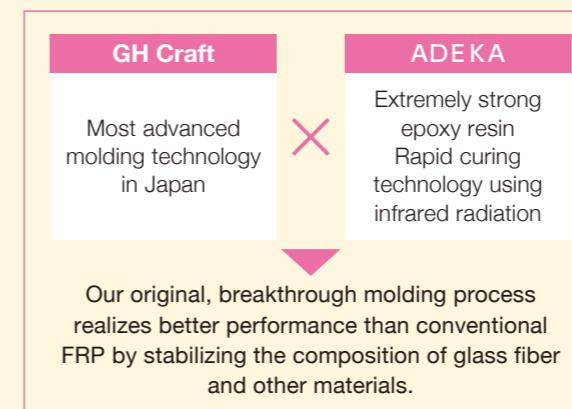 GH Craft
Most advanced
molding technology
in Japan
ADEKA
Extremely strong
epoxy resin
Rapid curing
technology using
infrared radiation
Our original, breakthrough molding process
realizes better performance than conventional
FRP by stabilizing the composition of glass fiber
and other materials.